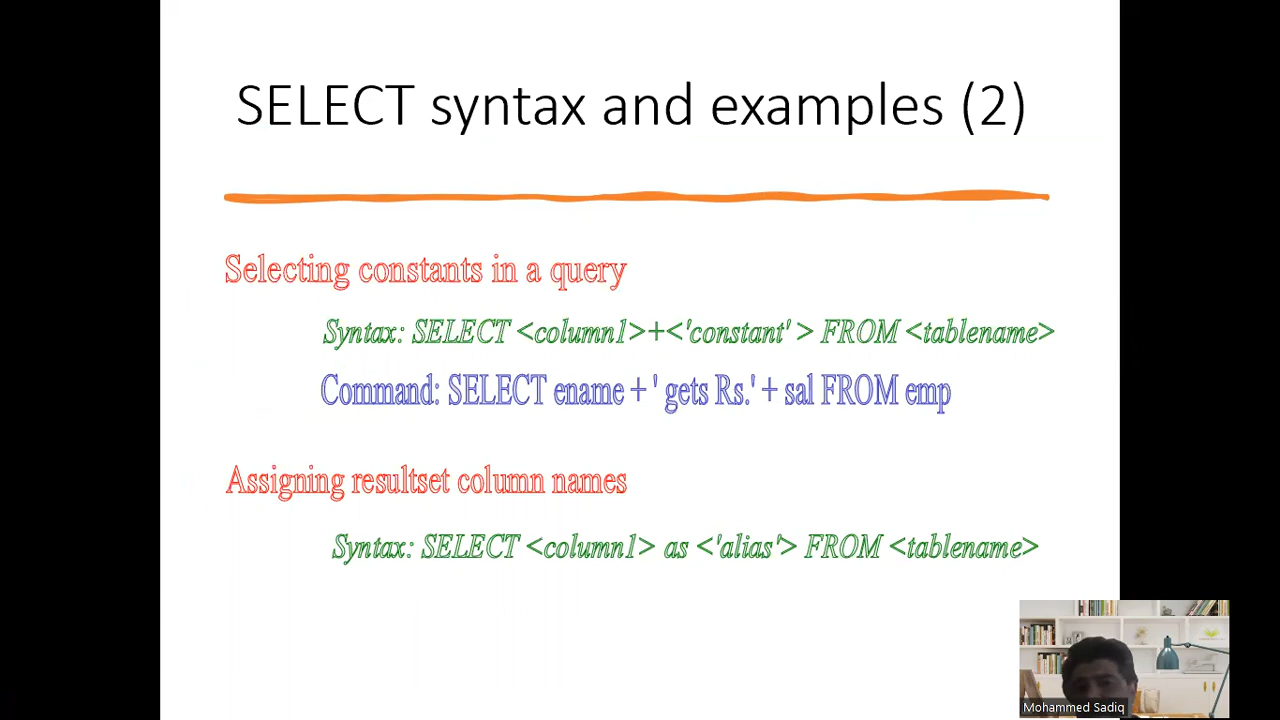 SELECT syntax and examples (2)
Selecting constants in a query
Syntax: SELECT <column1>+<'constant' > FROM <tablename>
Command: SELECT ename + ' gets Rs.' + sal FROM emp
Assigning resultset column names
Syntax: SELECT <column1> as <'alias'> FROM <tablename>
Mohammed Sadiq